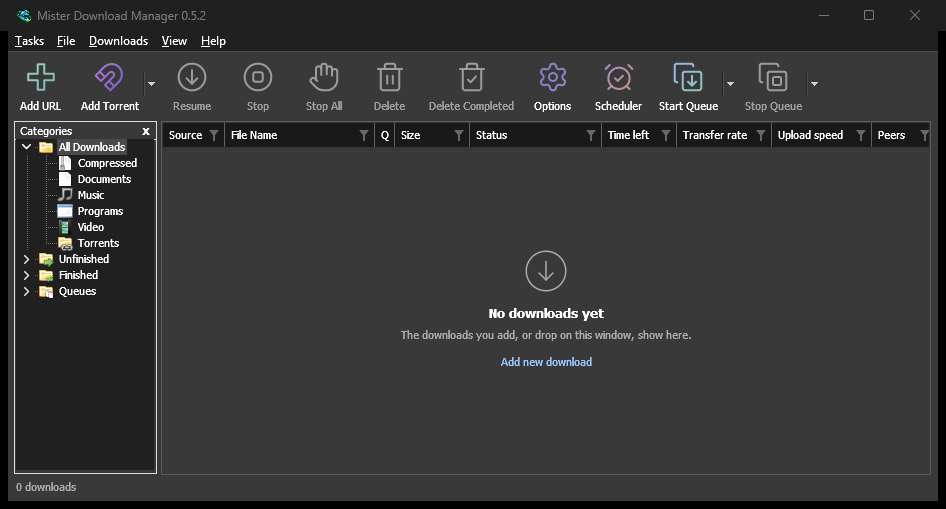 Mister Download Manager 0.5.2
Tasks File Downloads View Help
Add URL Add Torrent Resume Stop Stop All Delete Delete Completed Options Scheduler Start Queue Stop Queue
Categories x
Source File Name Q Size Status Time left Transfer rate Upload speed Peers
All Downloads
Compressed
Documents
Music
Programs
Video
Torrents
Unfinished
Finished
Queues
No downloads yet
The downloads you add, or drop on this window, show here.
Add new download
0 downloads